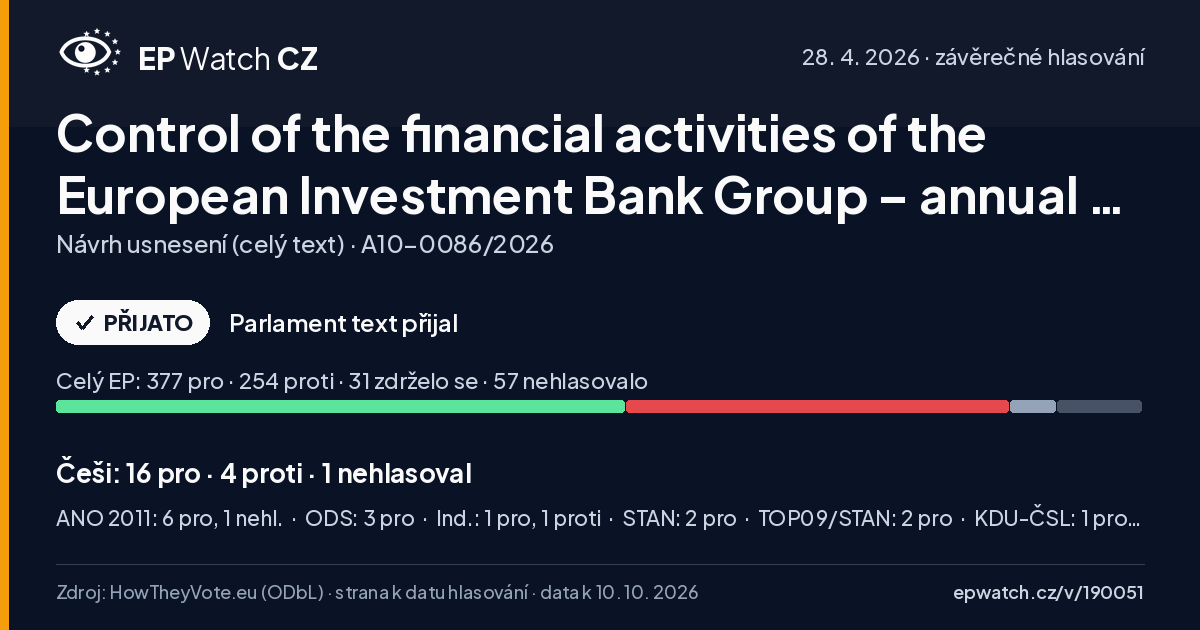 EP Watch CZ
28. 4. 2026 · závěrečné hlasování
Control of the financial activities of the
European Investment Bank Group – annual ...
Návrh usnesení (celý text) · A10-0086/2026
✓ PŘIJATO Parlament text přijal
Celý EP: 377 pro · 254 proti · 31 zdrželo se · 57 nehlasovalo
Češi: 16 pro · 4 proti · 1 nehlasoval
ANO 2011: 6 pro, 1 nehl. · ODS: 3 pro · Ind.: 1 pro, 1 proti · STAN: 2 pro · TOP09/STAN: 2 pro · KDU-ČSL: 1 pro...
Zdroj: HowTheyVote.eu (ODbL) · strana k datu hlasování · data k 10. 10. 2026
epwatch.cz/v/190051